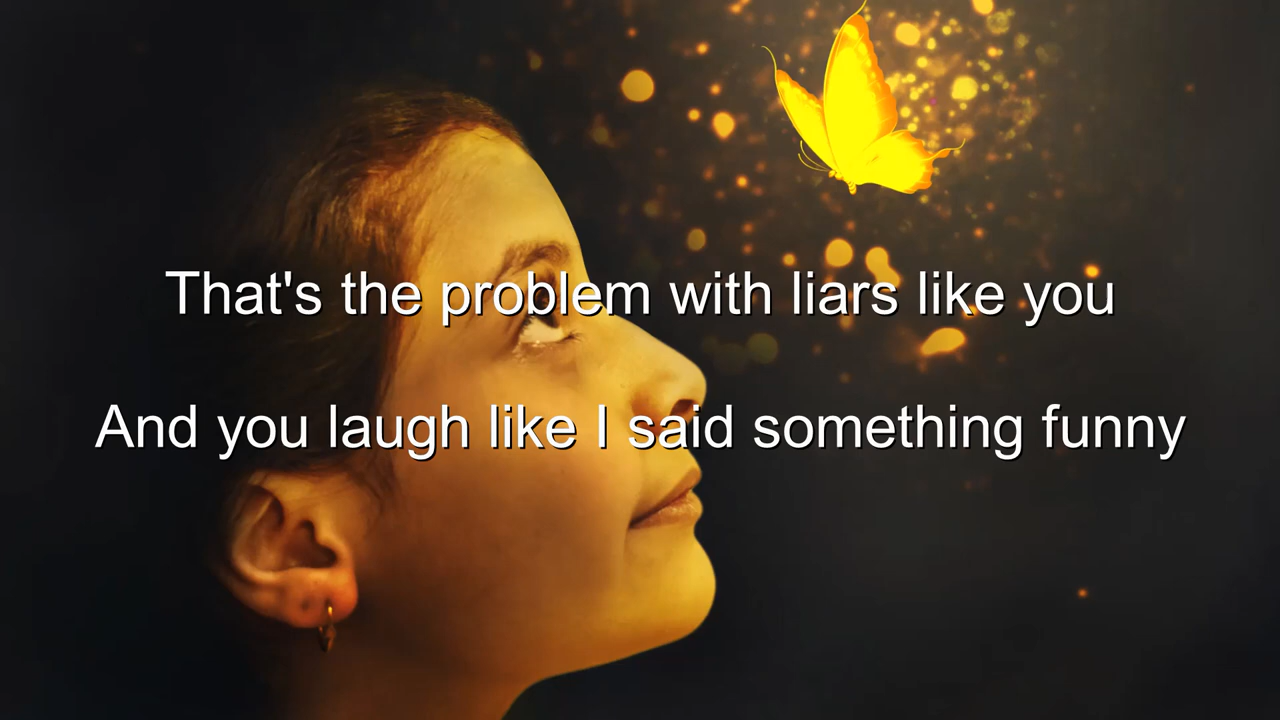 That's the problem with liars like you
And you laugh like I said something funny